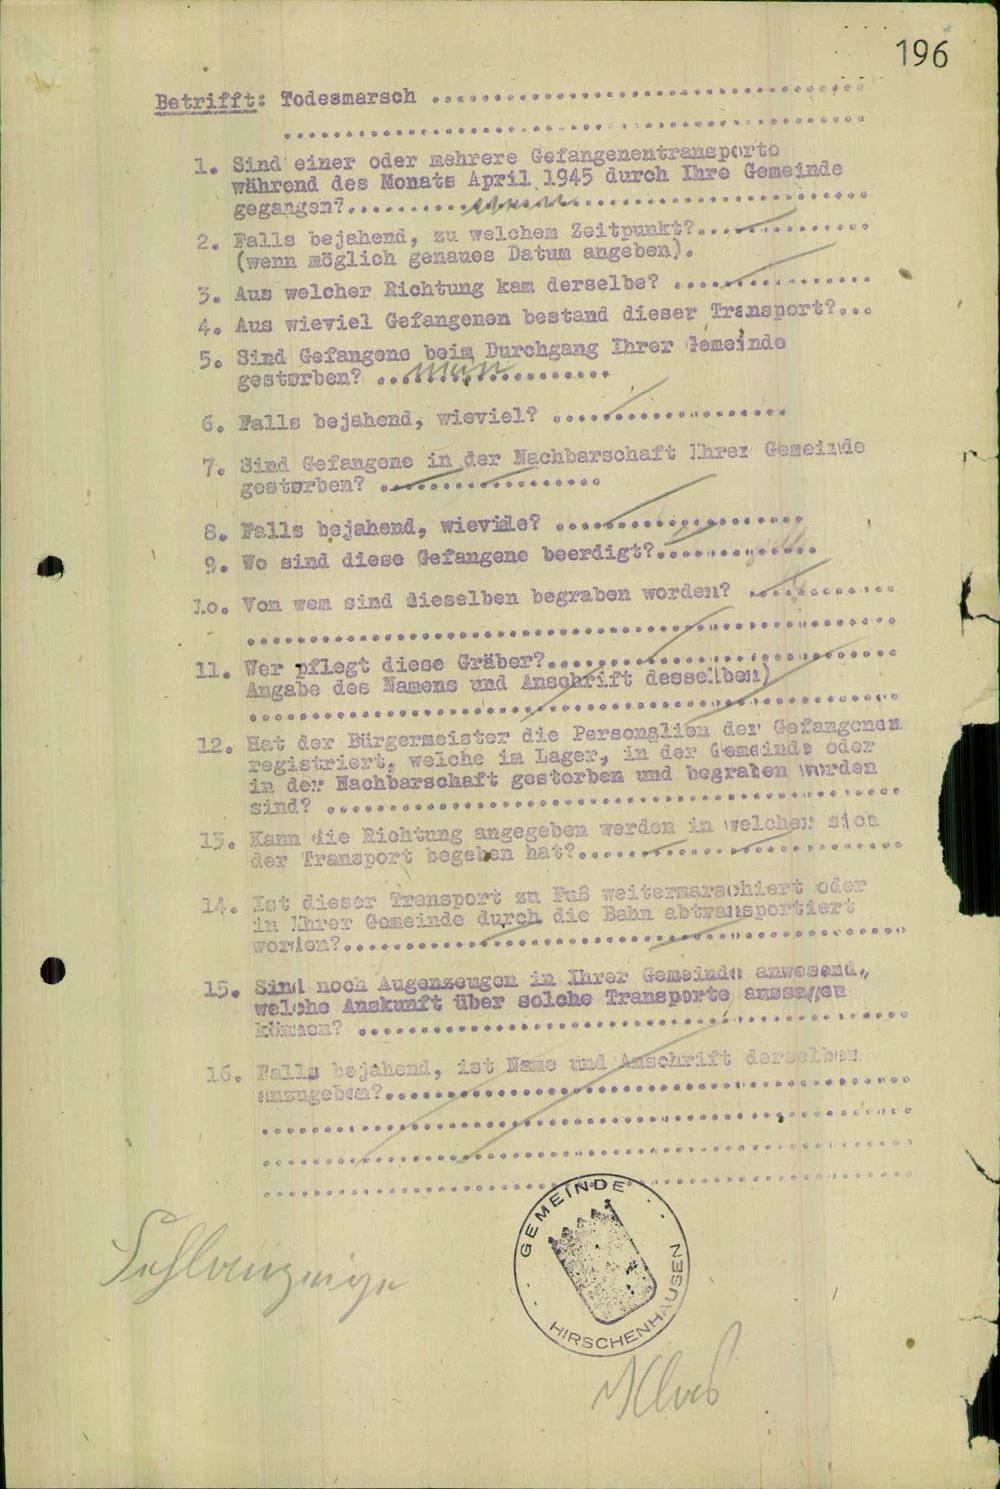 196
Betrifft: Todesmarsch ........................................
........................................
1. Sind einer oder mehrere Gefangenentransporte
während des Monats April 1945 durch Ihre Gemeinde
gegangen?........nein........
2. Falls bejahend, zu welchem Zeitpunkt?...............
(wenn möglich genaues Datum angeben).
3. Aus welcher Richtung kam derselbe? ................
4. Aus wieviel Gefangenen bestand dieser Transport?...
5. Sind Gefangene beim Durchgang Ihrer Gemeinde
gestorben? ...nein...............
6. Falls bejahend, wieviel? ...................
7. Sind Gefangene in der Nachbarschaft Ihrer Gemeinde
gestorben? ..................
8. Falls bejahend, wieviele? ....................
9. Wo sind diese Gefangene beerdigt?.............
10. Von wem sind dieselben begraben worden? ............
........................................
11. Wer pflegt diese Gräber?............................
Angabe des Namens und Anschrift desselben)
........................................
12. Hat der Bürgermeister die Personalien der Gefangenen
registriert, welche im Lager, in der Gemeinde oder
in der Nachbarschaft gestorben und begraben worden
sind? ........................................
13. Kann die Richtung angegeben werden in welcher sich
der Transport begeben hat?..........................
14. Ist dieser Transport zu Fuß weitermarschiert oder
in Ihrer Gemeinde durch die Bahn abtransportiert
worden?........................................
15. Sind noch Augenzeugen in Ihrer Gemeinde anwesend,
welche Auskunft über solche Transporte aussagen
können? ........................................
16. Falls bejahend, ist Name und Anschrift derselben
anzugeben?........................................
........................................
........................................
........................................
GEMEINDE
HIRSCHENHAUSEN
Fehlanzeige